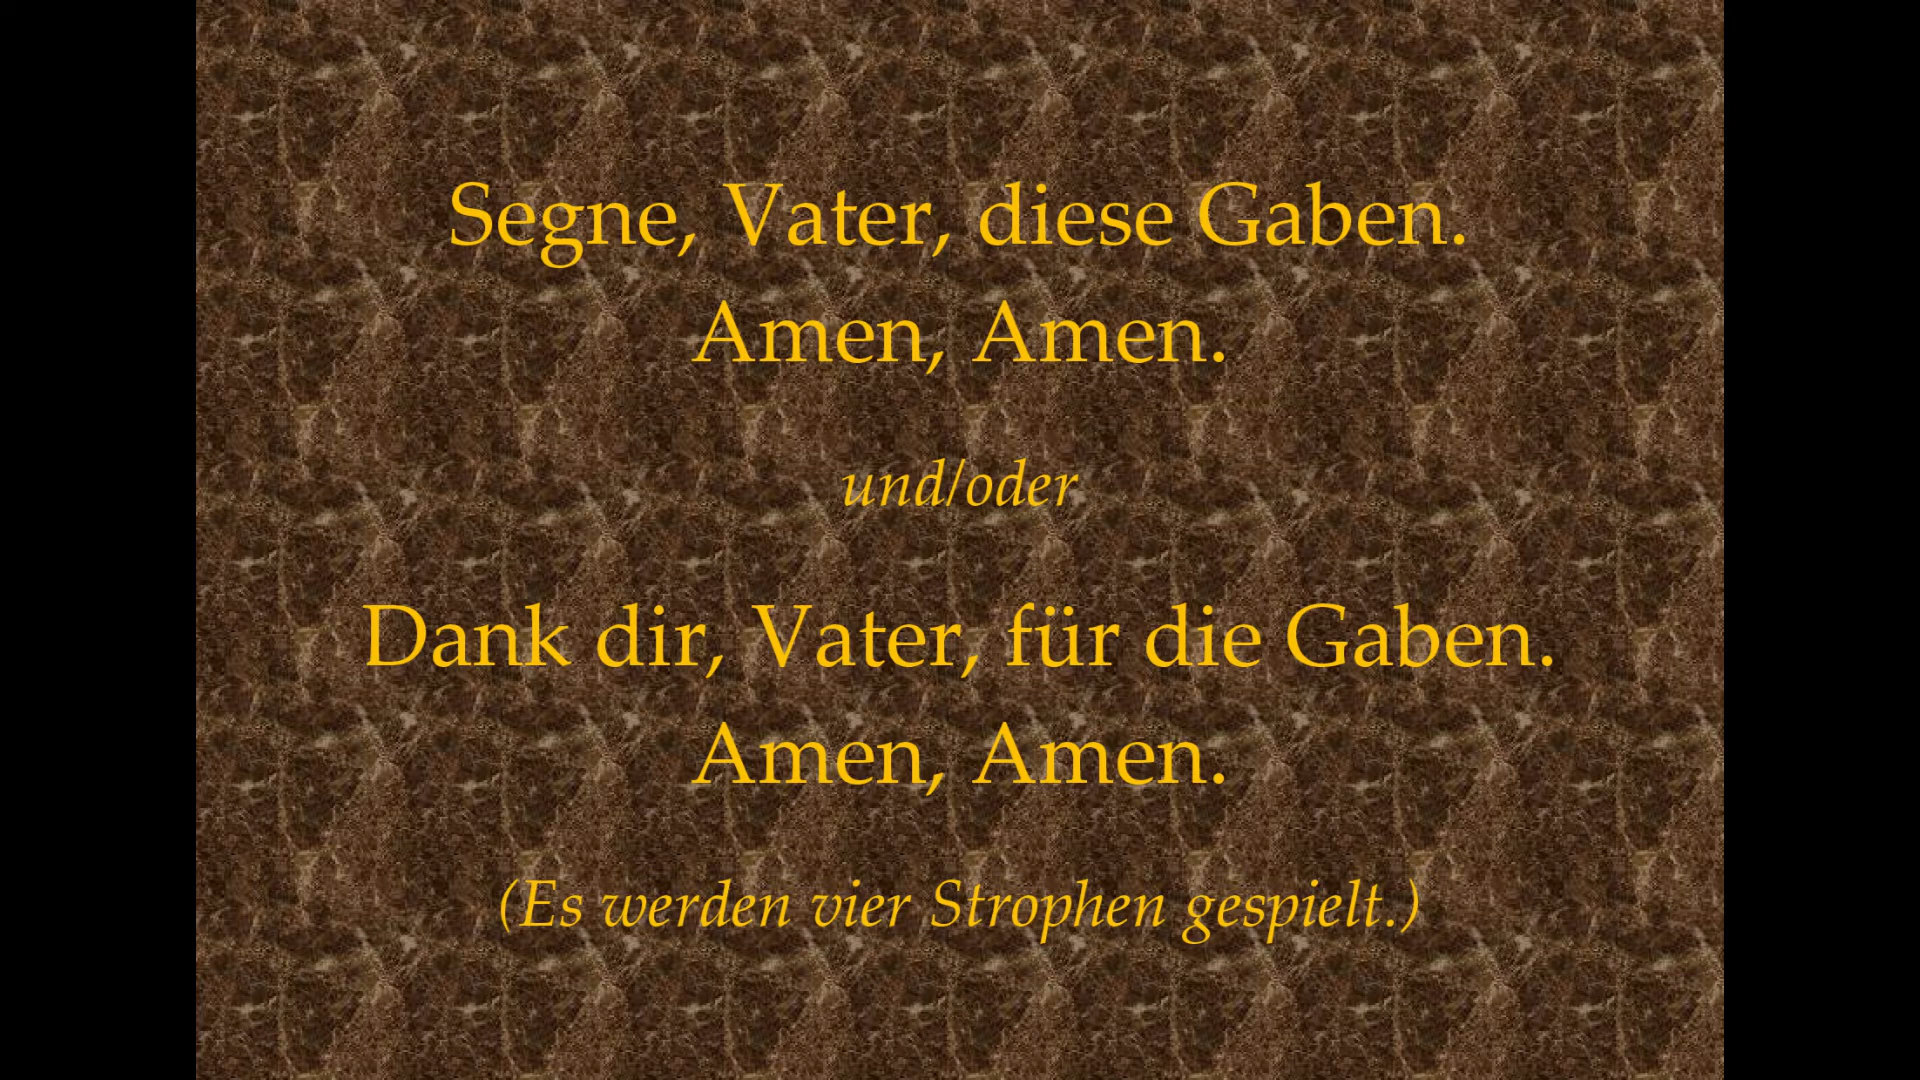 Segne, Vater, diese Gaben.
Amen, Amen.
und/oder
Dank dir, Vater, für die Gaben.
Amen, Amen.
(Es werden vier Strophen gespielt.)